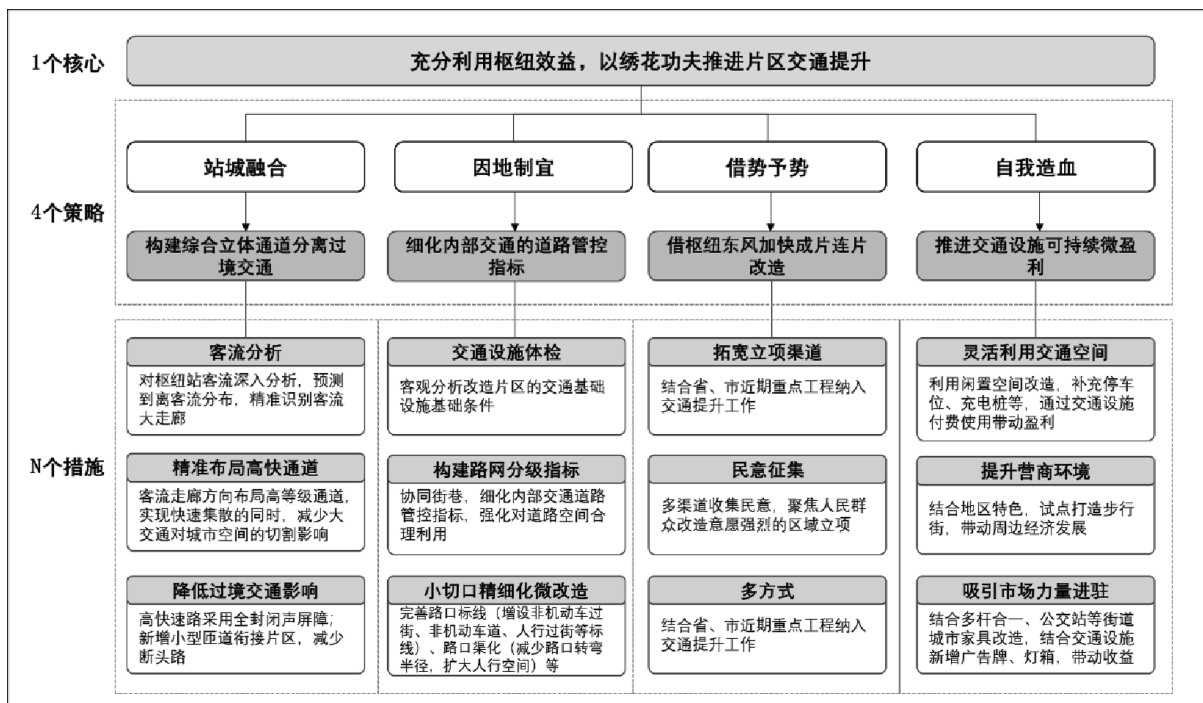 1个核心
充分利用枢纽效益，以绣花功夫推进片区交通提升
4个策略
站城融合
因地制宜
借势予势
自我造血
构建综合立体通道分离过
境交通
细化内部交通的道路管控
指标
借枢纽东风加快成片连片
改造
推进交通设施可持续微盈
利
N个措施
客流分析
对枢纽站客流深入分析，预测
到离客流分布，精准识别客流
大走廊
交通设施体检
客观分析改造片区的交通基础
设施基础条件
拓宽立项渠道
结合省、市近期重点工程纳入
交通提升工作
灵活利用交通空间
利用闲置空间改造，补充停车
位、充电桩等，通过交通设施
付费使用带动盈利
精准布局高快通道
客流走廊方向布局高等级通道，
实现快速集散的同时，减少大
交通对城市空间的切割影响
构建路网分级指标
协同街巷，细化内部交通道路
管控指标，强化对道路空间合
理利用
民意征集
多渠道收集民意，聚焦人民群
众改造意愿强烈的区域立项
提升营商环境
结合地区特色，试点打造步行
街，带动周边经济发展
降低过境交通影响
高快速路采用全封闭声屏障；
新增小型匝道衔接片区，减少
断头路
小切口精细化微改造
完善路口标线（增设非机动车过
街、非机动车道、人行过街等标
线）、路口渠化（减少路口转弯
半径，扩大人行空间）等
多方式
结合省、市近期重点工程纳入
交通提升工作
吸引市场力量进驻
结合多杆合一、公交站等街道
城市家具改造，结合交通设施
新增广告牌、灯箱，带动收益